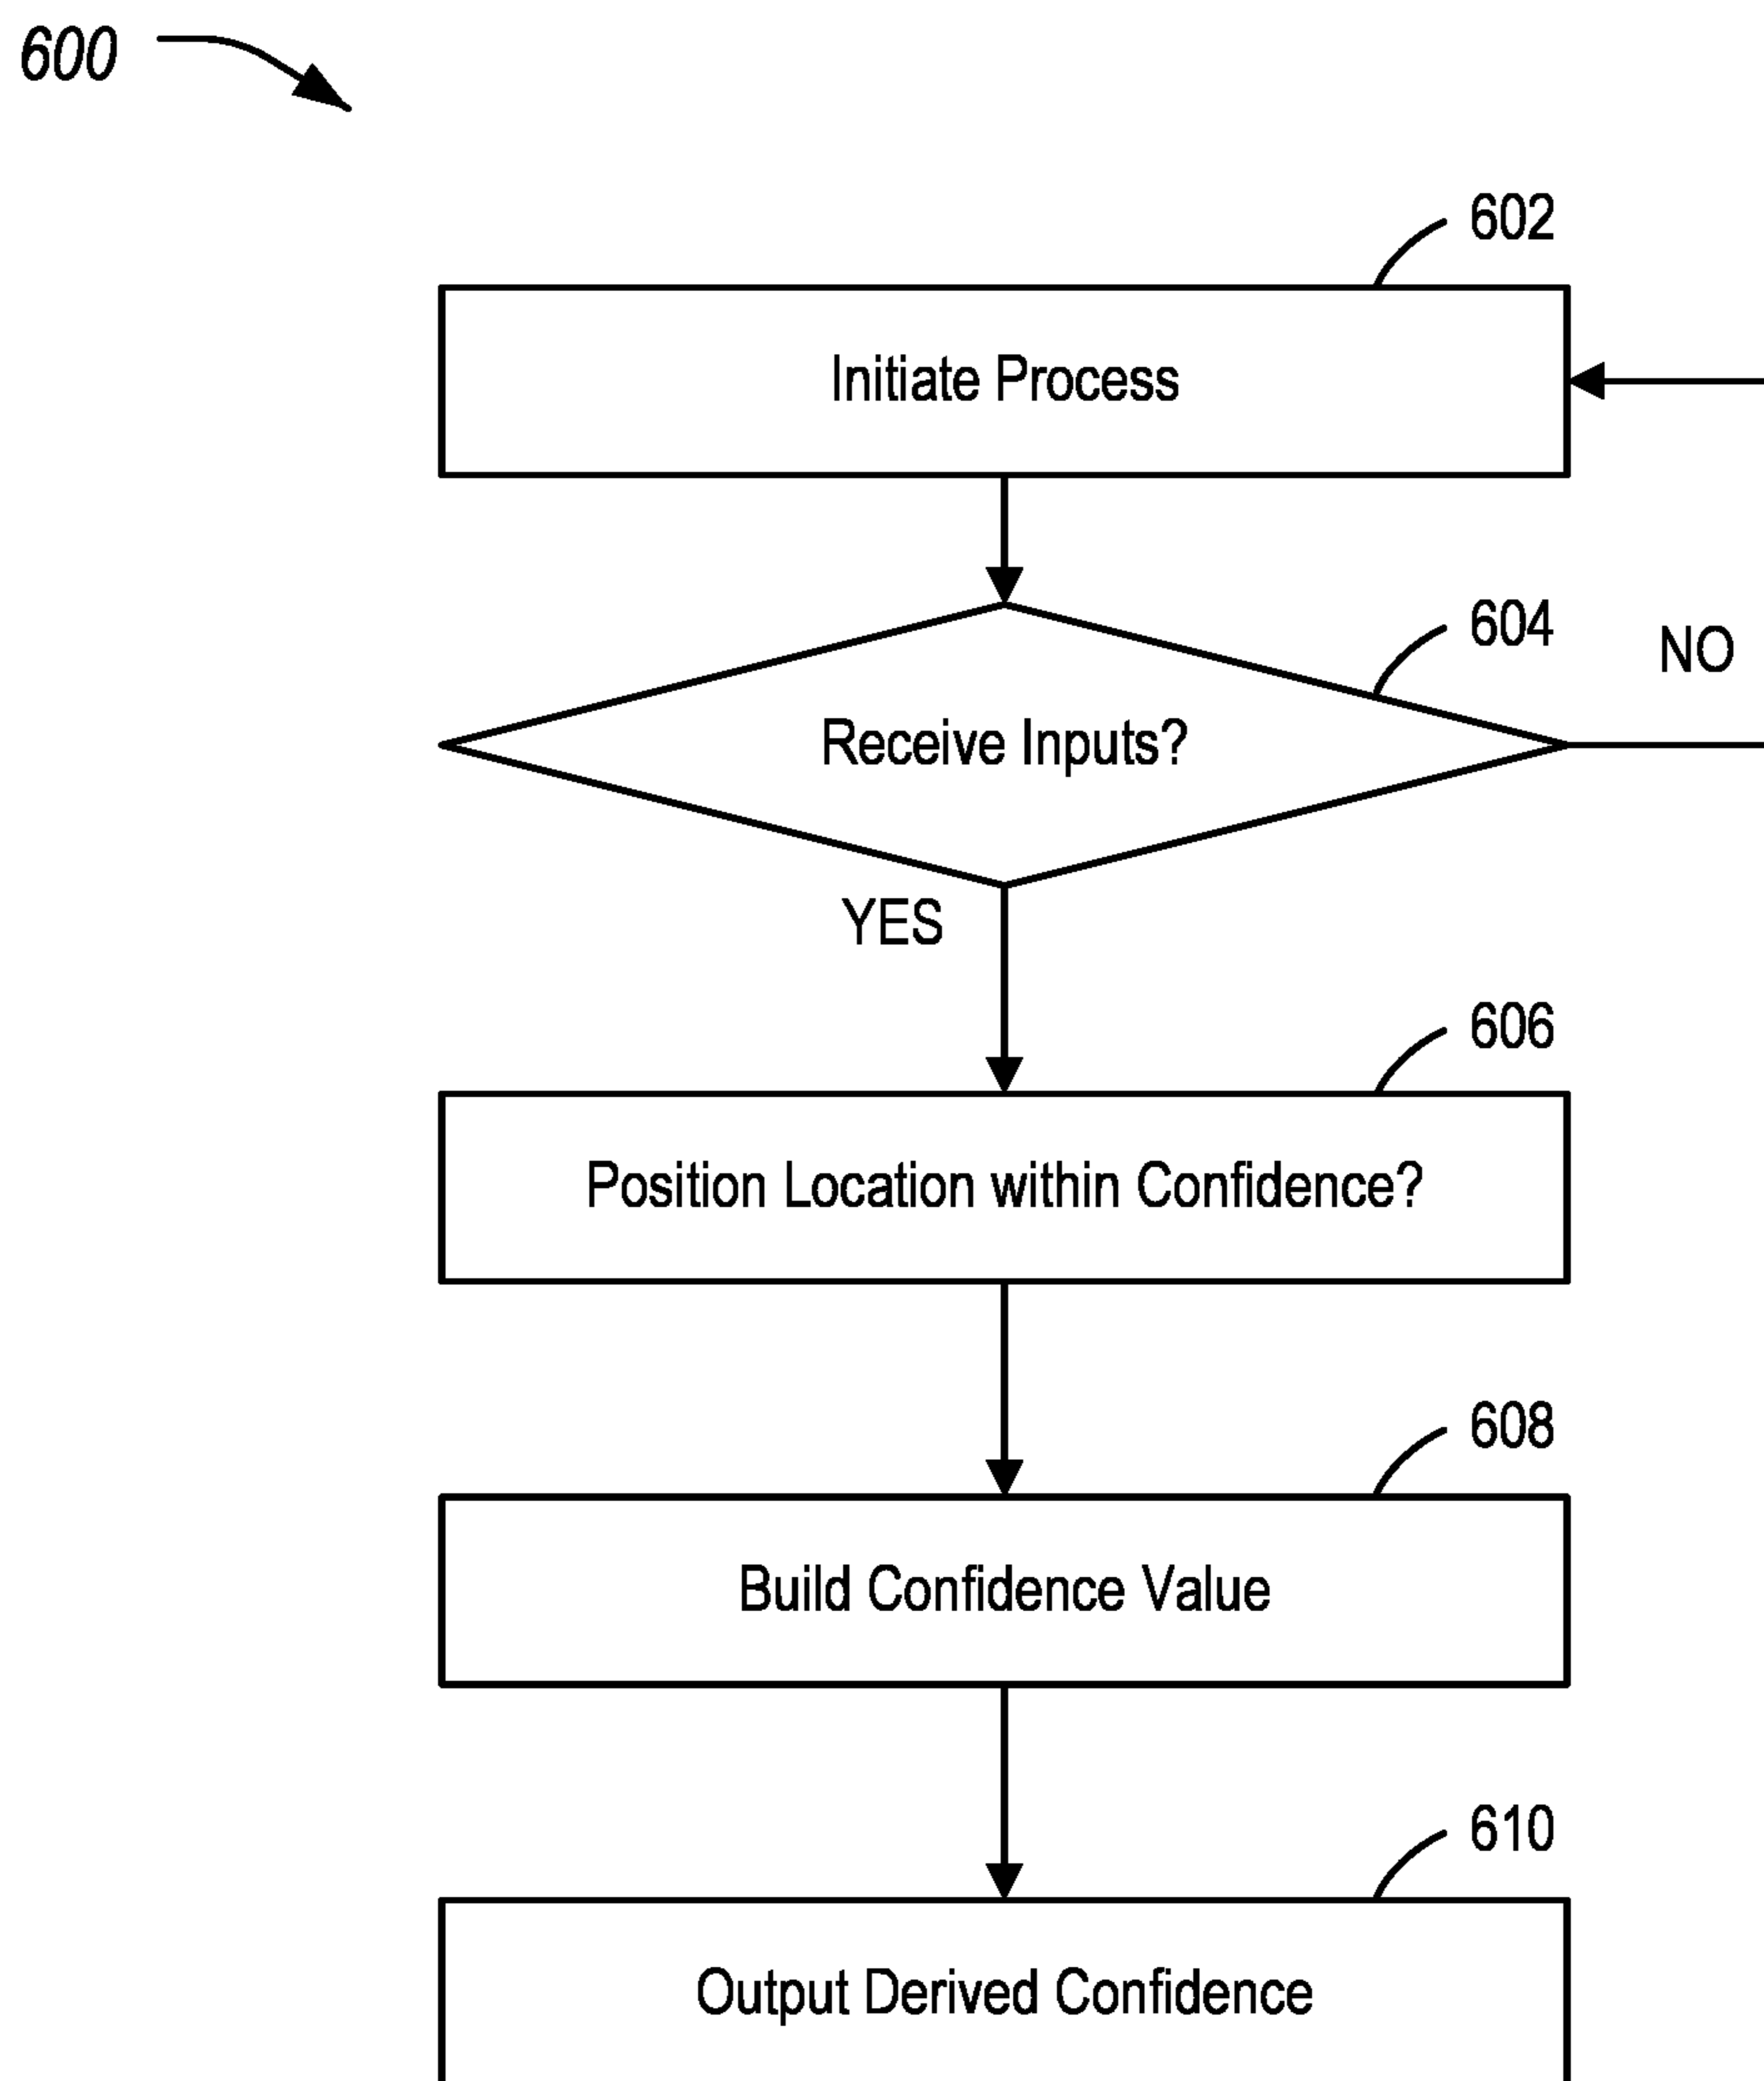 600
602
Initiate Process
604
NO
Receive Inputs?
YES
606
Position Location within Confidence?
608
Build Confidence Value
610
Output Derived Confidence